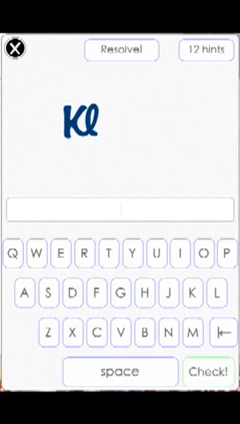 X
Resolve!
12 hints
Kl
Q W E R T Y U I O P
A S D F G H J K L
Z X C V B N M
space
Check!